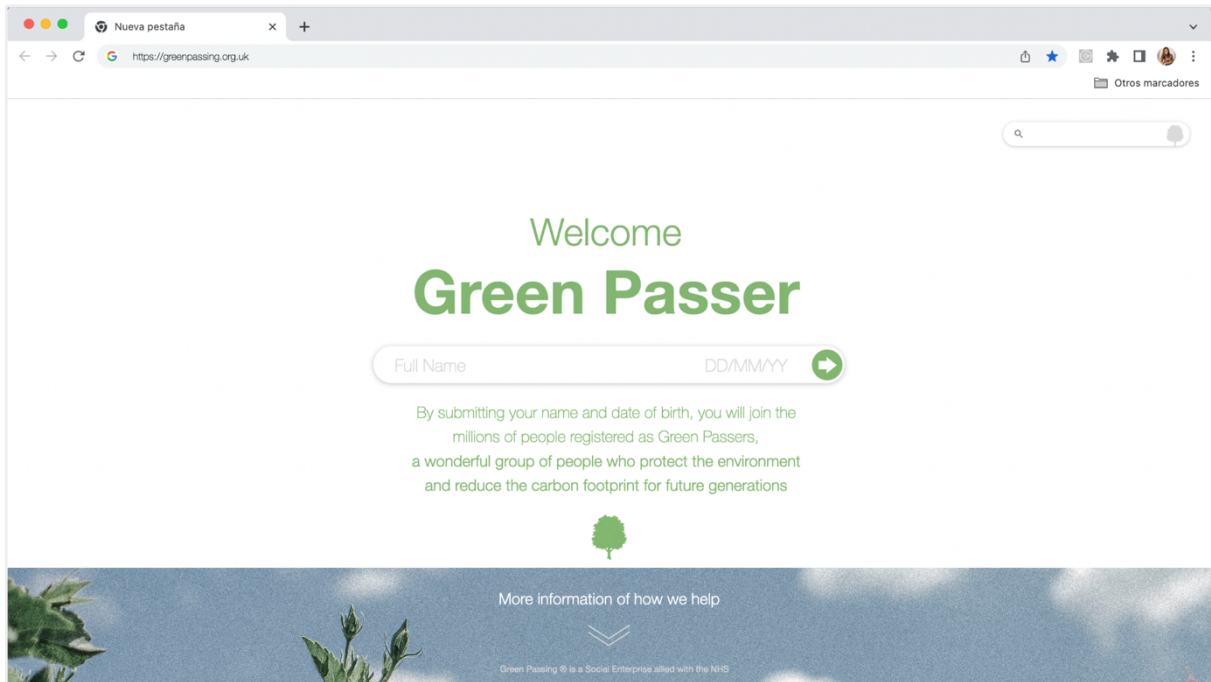 Nueva pestaña
https://greenpassing.org.uk
Otros marcadores
Welcome
Green Passer
Full Name DD/MM/YY
By submitting your name and date of birth, you will join the
millions of people registered as Green Passers,
a wonderful group of people who protect the environment
and reduce the carbon footprint for future generations
More information of how we help
Green Passing ® is a Social Enterprise allied with the NHS